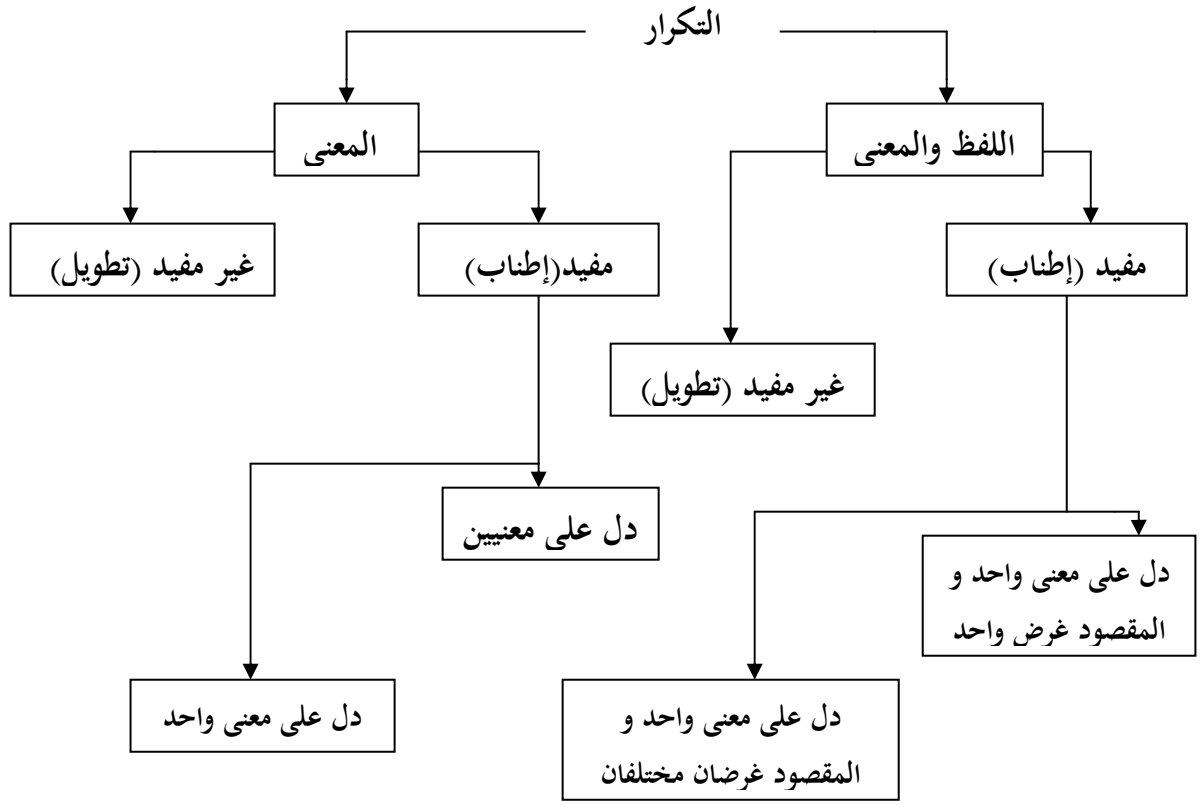 التكرار
اللفظ والمعنى
المعنى
مفيد (إطناب)
غير مفيد (تطويل)
مفيد(إطناب)
غير مفيد (تطويل)
دل على معنى واحد و
المقصود غرض واحد
دل على معنى واحد و
المقصود غرضان مختلفان
دل على معنيين
دل على معنى واحد